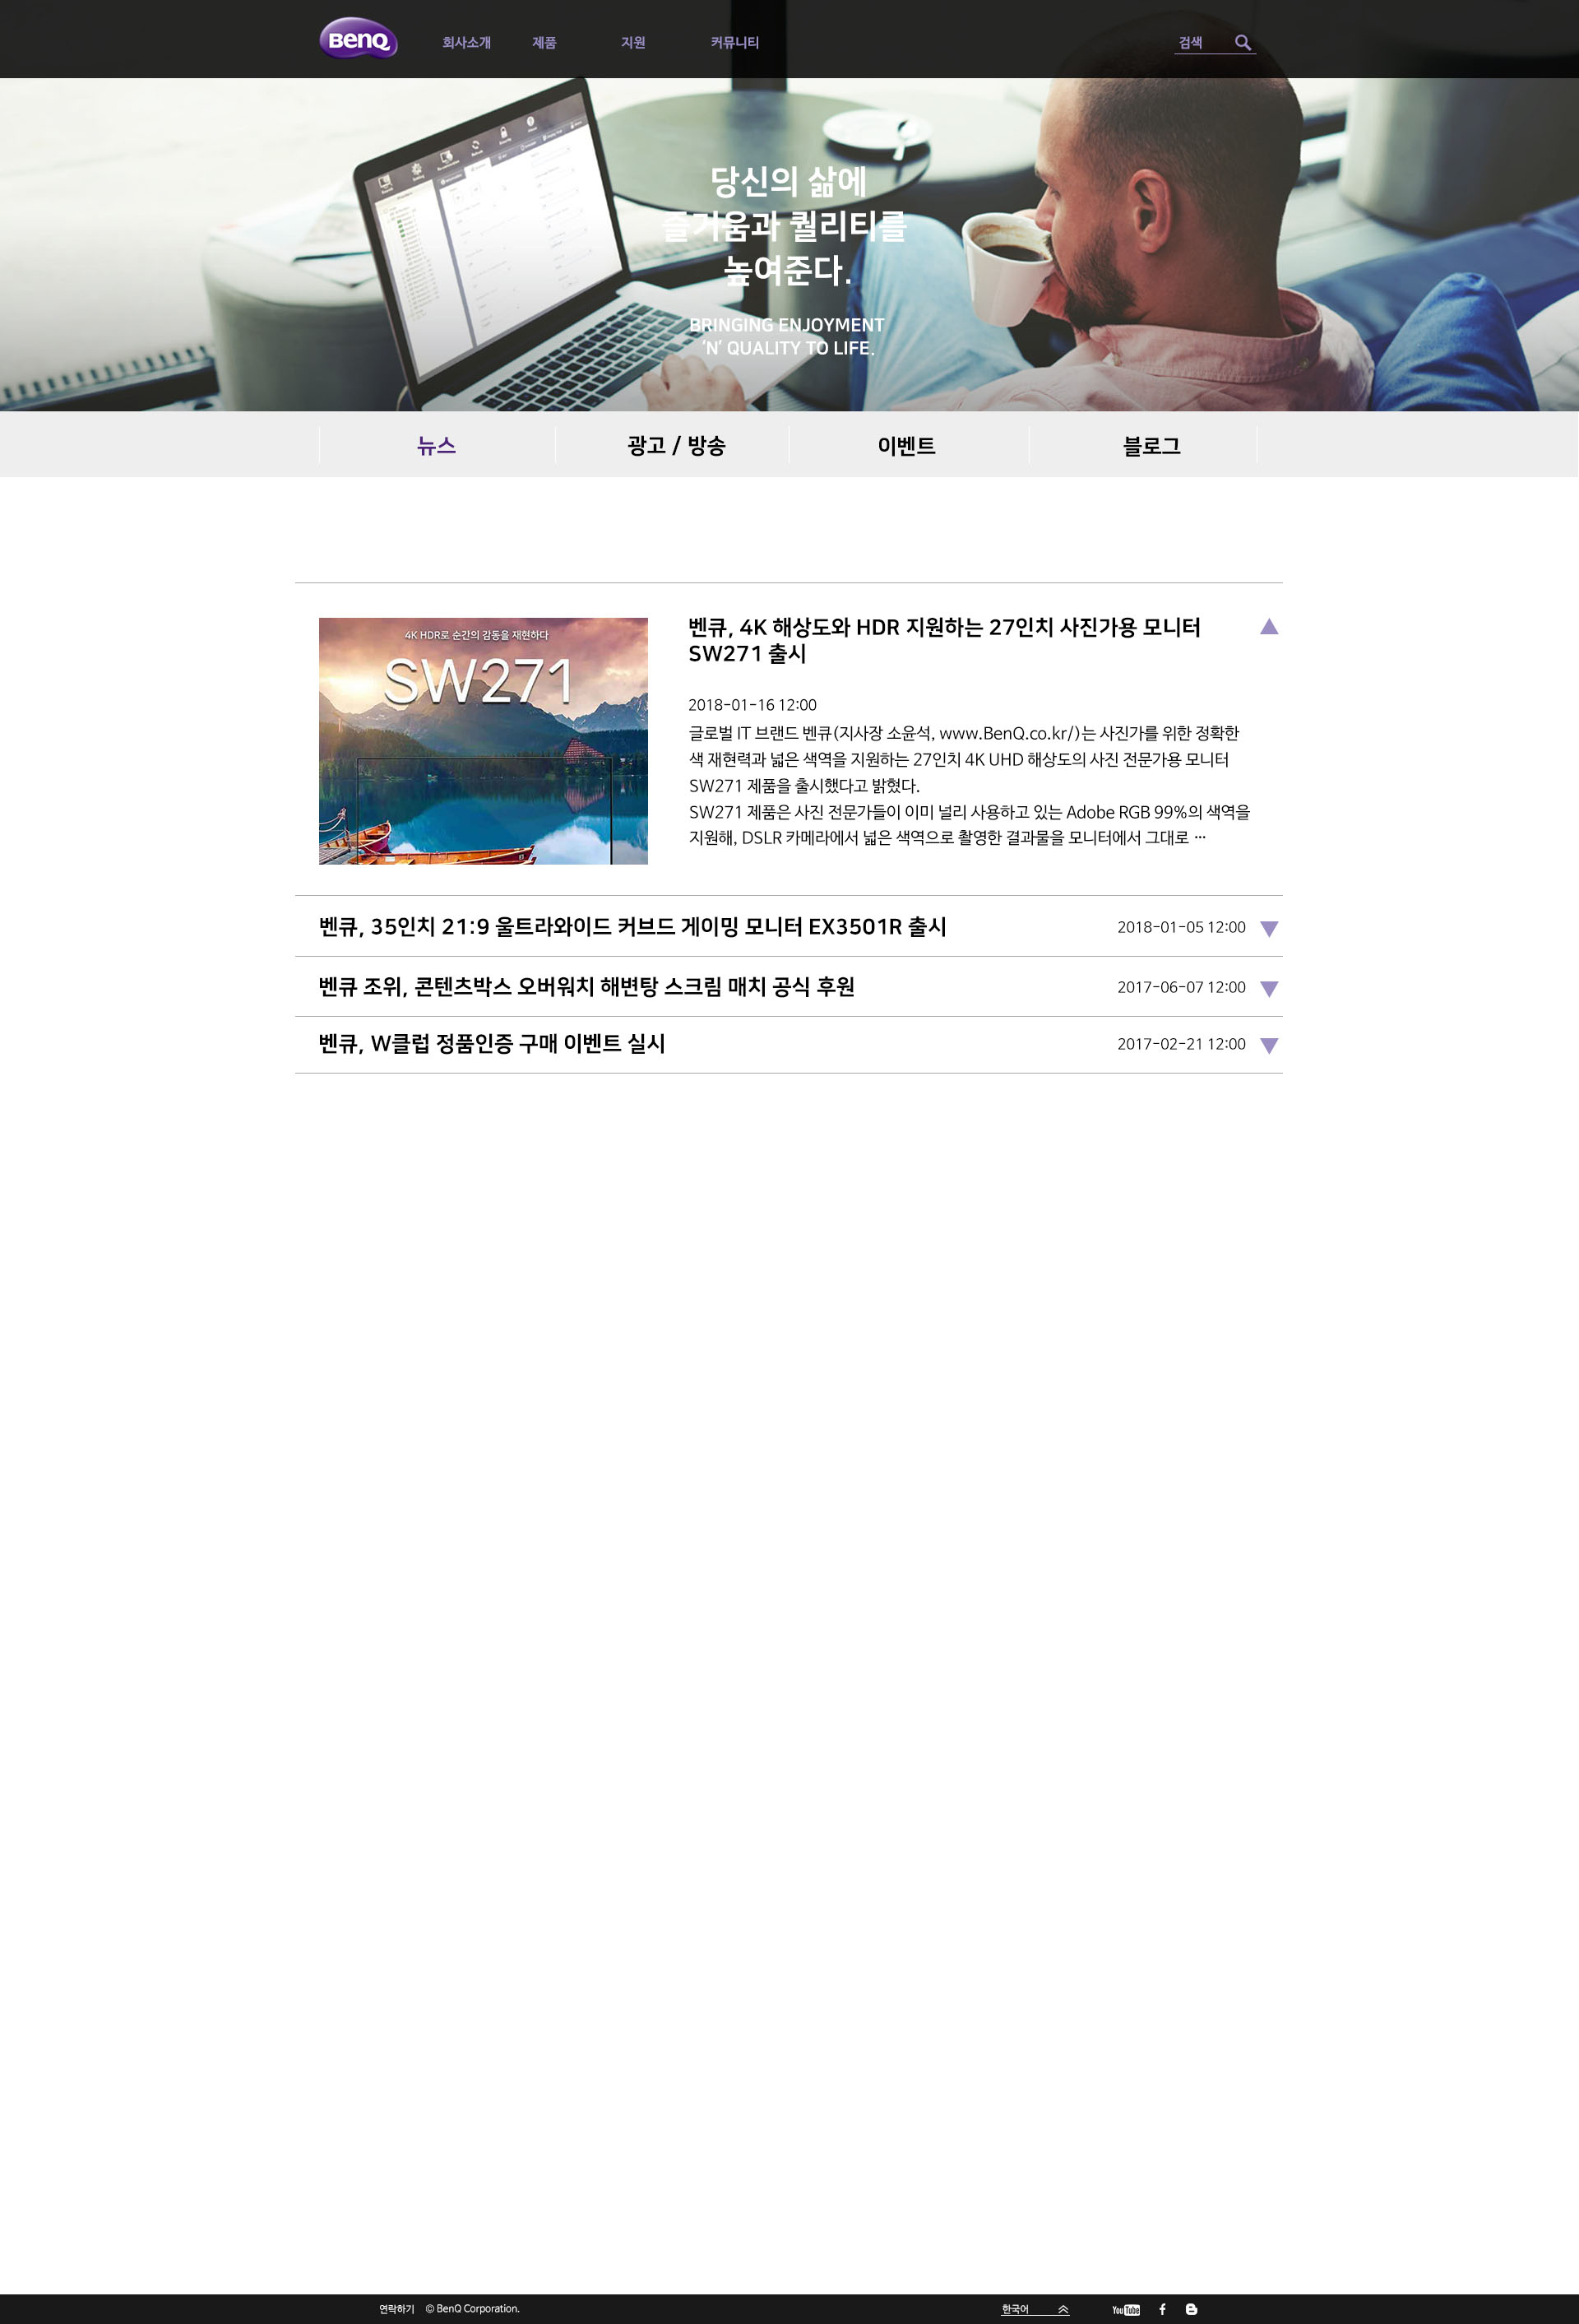 BenQ
회사소개 제품 지원 커뮤니티 검색
당신의 삶에
즐거움과 퀄리티를
높여준다.
BRINGING ENJOYMENT
'N' QUALITY TO LIFE.
뉴스 광고 / 방송 이벤트 블로그
4K HDR로 순간의 감동을 재현하다
SW271
벤큐, 4K 해상도와 HDR 지원하는 27인치 사진가용 모니터
SW271 출시
2018-01-16 12:00
글로벌 IT 브랜드 벤큐(지사장 소윤석, www.BenQ.co.kr/)는 사진가를 위한 정확한
색 재현력과 넓은 색역을 지원하는 27인치 4K UHD 해상도의 사진 전문가용 모니터
SW271 제품을 출시했다고 밝혔다.
SW271 제품은 사진 전문가들이 이미 널리 사용하고 있는 Adobe RGB 99%의 색역을
지원해, DSLR 카메라에서 넓은 색역으로 촬영한 결과물을 모니터에서 그대로 ···
벤큐, 35인치 21:9 울트라와이드 커브드 게이밍 모니터 EX3501R 출시 2018-01-05 12:00
벤큐 조위, 콘텐츠박스 오버워치 해변탕 스크림 매치 공식 후원 2017-06-07 12:00
벤큐, W클럽 정품인증 구매 이벤트 실시 2017-02-21 12:00
연락하기 © BenQ Corporation. 한국어 YouTube